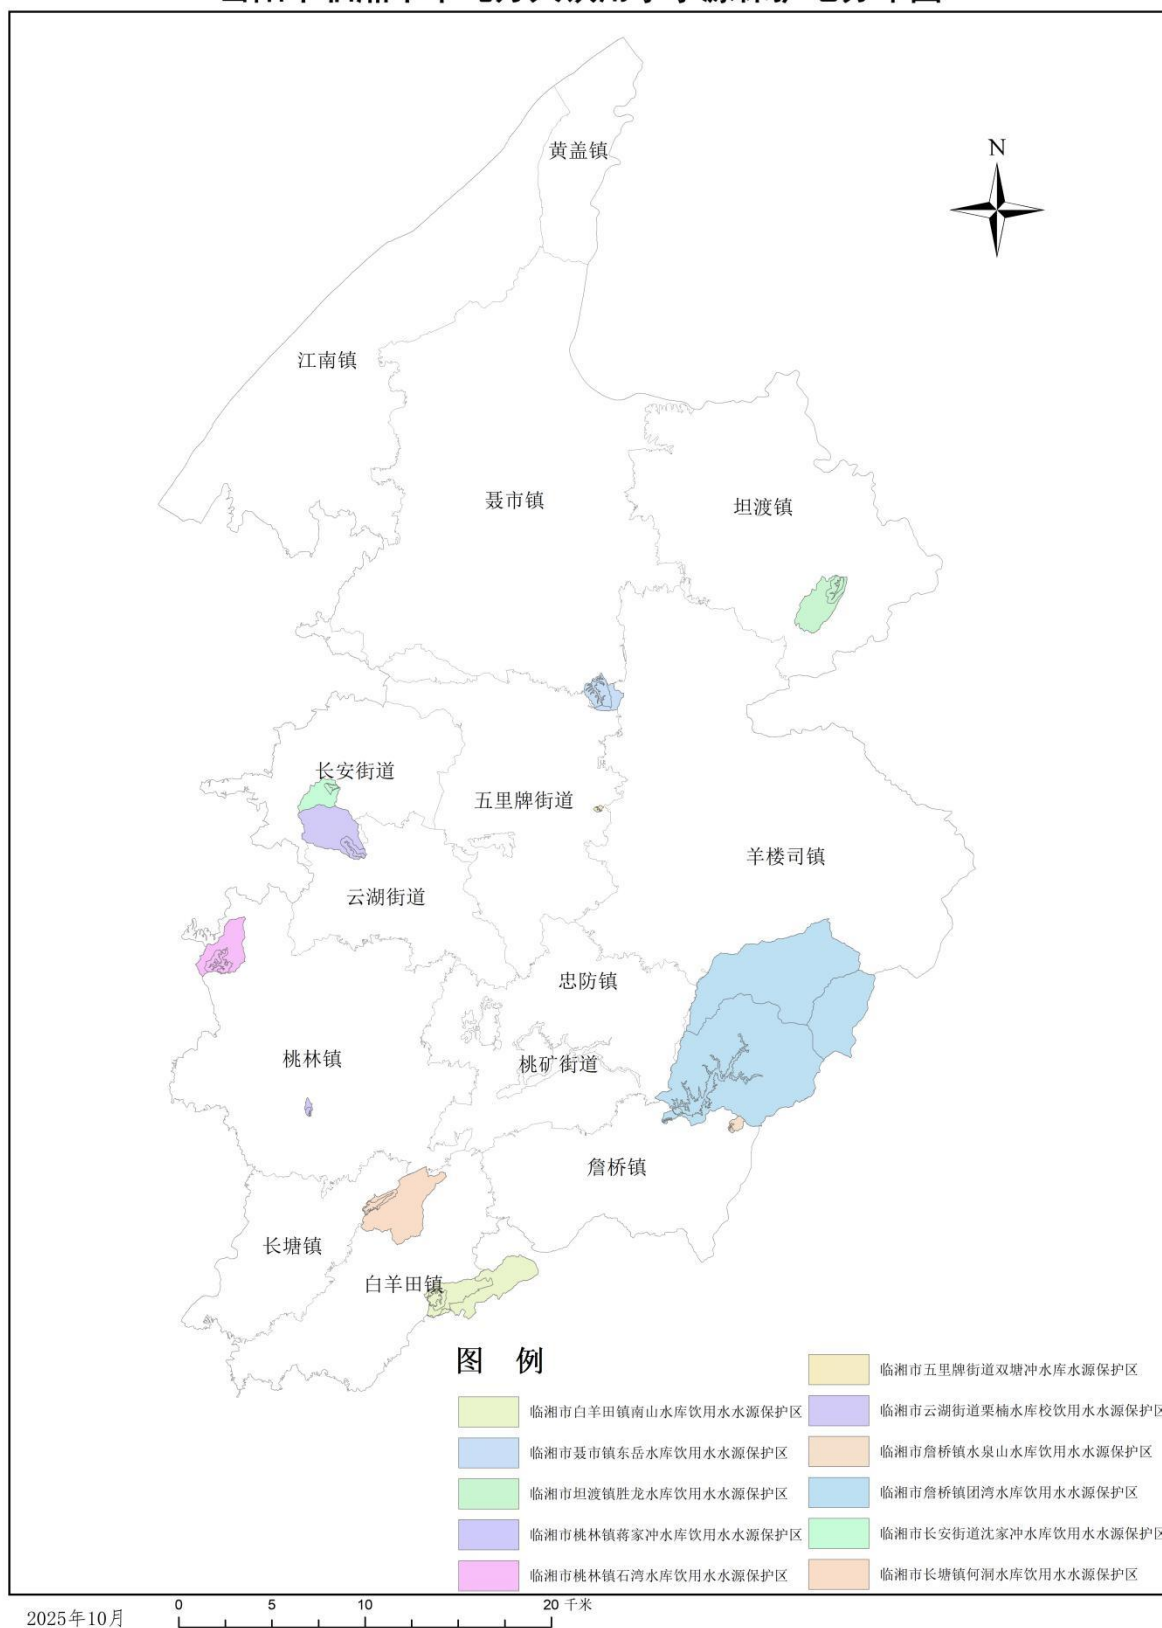 N
黄盖镇
江南镇
聂市镇
坦渡镇
长安街道
五里牌街道
羊楼司镇
云湖街道
忠防镇
桃林镇
桃矿街道
詹桥镇
长塘镇
白羊田镇
图 例
临湘市白羊田镇南山水库饮用水水源保护区
临湘市聂市镇东岳水库饮用水水源保护区
临湘市坦渡镇胜龙水库饮用水水源保护区
临湘市桃林镇蒋家冲水库饮用水水源保护区
临湘市桃林镇石湾水库饮用水水源保护区
临湘市五里牌街道双塘冲水库水源保护区
临湘市云湖街道栗楠水库校饮用水水源保护区
临湘市詹桥镇水泉山水库饮用水水源保护区
临湘市詹桥镇团湾水库饮用水水源保护区
临湘市长安街道沈家冲水库饮用水水源保护区
临湘市长塘镇何洞水库饮用水水源保护区
2025年10月
0 5 10 20 千米